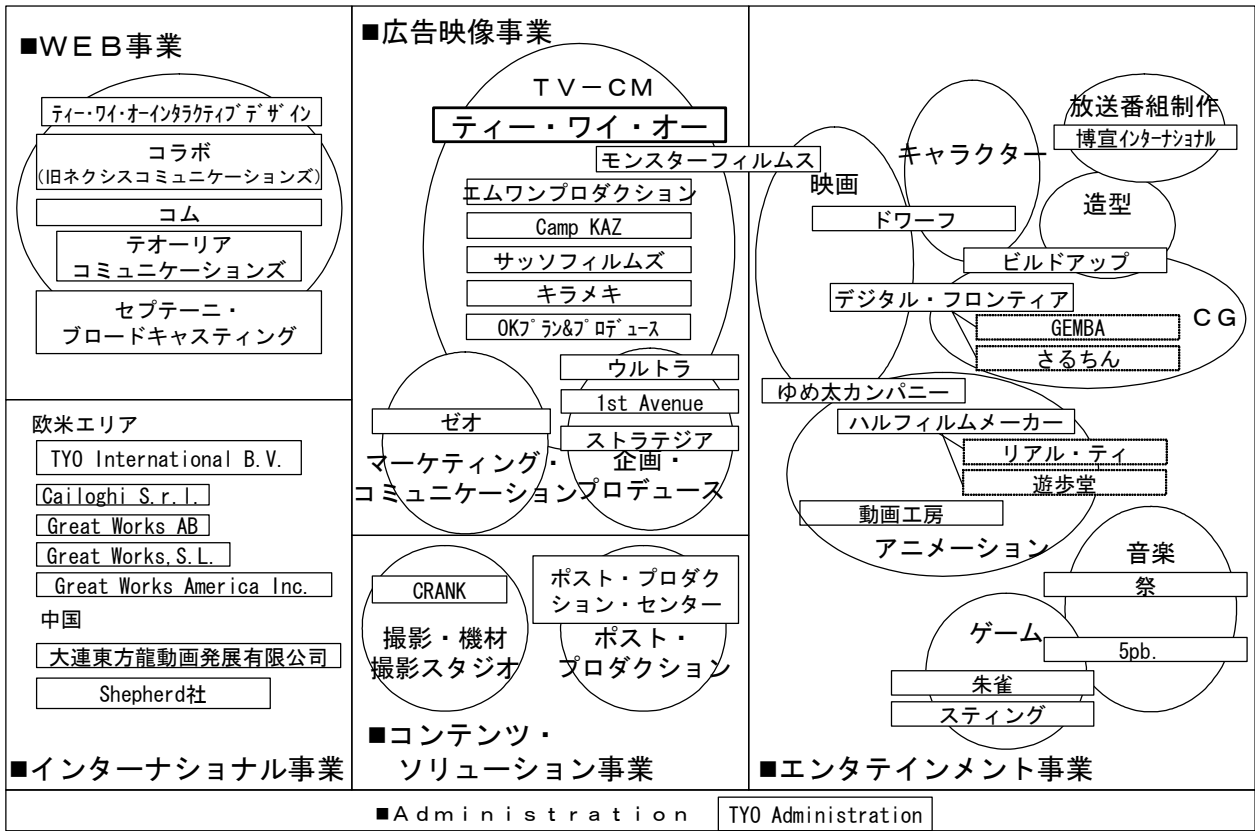 ■ＷＥＢ事業
ﾃｨｰ･ﾜｲ･ｵｰｲﾝﾀﾗｸﾃｨﾌﾞﾃﾞｻﾞｲﾝ
コラボ
(旧ネクシスコミュニケーションズ)
コム
テオーリア
コミュニケーションズ
セプテーニ・
ブロードキャスティング
欧米エリア
TYO International B.V.
Cailoghi S.r.l.
Great Works AB
Great Works,S.L.
Great Works America Inc.
中国
大連東方龍動画発展有限公司
Shepherd社
■インターナショナル事業
■広告映像事業
ＴＶ－ＣＭ
ティー・ワイ・オー
モンスターフィルムス
エムワンプロダクション
Camp KAZ
サッソフィルムズ
キラメキ
OKﾌﾟﾗﾝ&ﾌﾟﾛﾃﾞｭｰｽ
ウルトラ
1st Avenue
ストラテジア
企画・
プロデュース
ゼオ
マーケティング・
コミュニケーション
CRANK
撮影・機材
撮影スタジオ
ポスト・プロダク
ション・センター
ポスト・
プロダクション
■コンテンツ・
ソリューション事業
映画
キャラクター
放送番組制作
博宣ｲﾝﾀｰﾅｼｮﾅﾙ
造型
ドワーフ
ビルドアップ
デジタル・フロンティア
ＣＧ
GEMBA
さるちん
ゆめ太カンパニー
ハルフィルムメーカー
リアル・ティ
遊歩堂
動画工房
アニメーション
音楽
祭
5pb.
ゲーム
朱雀
スティング
■エンタテインメント事業
■Ａｄｍｉｎｉｓｔｒａｔｉｏｎ
TYO Administration